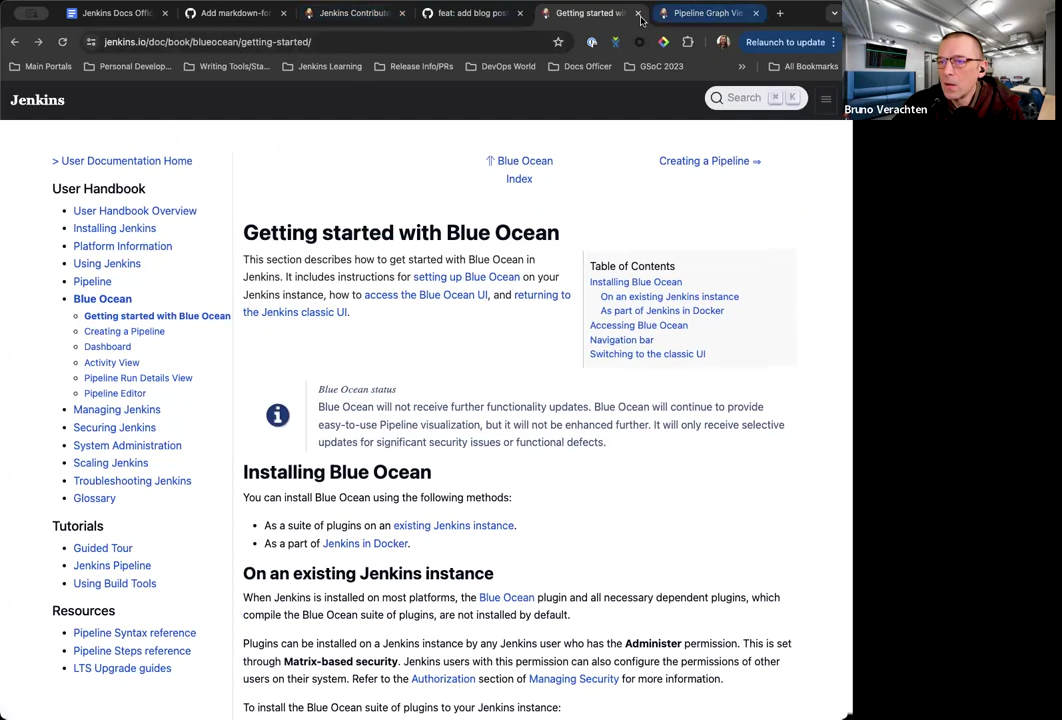 Jenkins Docs Offi
Add markdown-for
Jenkins Contributo
feat: add blog post
Getting started wi
Pipeline Graph Vie
jenkins.io/doc/book/blueocean/getting-started/
Relaunch to update
Main Portals
Personal Develop...
Writing Tools/Sta...
Jenkins Learning
Release Info/PRs
DevOps World
Docs Officer
GSoC 2023
»
All Bookmarks
Jenkins
Search ⌘ K
Bruno Verachten
> User Documentation Home
⇑ Blue Ocean
Index
Creating a Pipeline ⇒
User Handbook
User Handbook Overview
Installing Jenkins
Platform Information
Using Jenkins
Pipeline
Blue Ocean
Getting started with Blue Ocean
Creating a Pipeline
Dashboard
Activity View
Pipeline Run Details View
Pipeline Editor
Managing Jenkins
Securing Jenkins
System Administration
Scaling Jenkins
Troubleshooting Jenkins
Glossary
Tutorials
Guided Tour
Jenkins Pipeline
Using Build Tools
Resources
Pipeline Syntax reference
Pipeline Steps reference
LTS Upgrade guides
Getting started with Blue Ocean
This section describes how to get started with Blue Ocean in
Jenkins. It includes instructions for setting up Blue Ocean on your
Jenkins instance, how to access the Blue Ocean UI, and returning to
the Jenkins classic UI.
Table of Contents
Installing Blue Ocean
On an existing Jenkins instance
As part of Jenkins in Docker
Accessing Blue Ocean
Navigation bar
Switching to the classic UI
Blue Ocean status
Blue Ocean will not receive further functionality updates. Blue Ocean will continue to provide
easy-to-use Pipeline visualization, but it will not be enhanced further. It will only receive selective
updates for significant security issues or functional defects.
Installing Blue Ocean
You can install Blue Ocean using the following methods:
As a suite of plugins on an existing Jenkins instance.
As a part of Jenkins in Docker.
On an existing Jenkins instance
When Jenkins is installed on most platforms, the Blue Ocean plugin and all necessary dependent plugins, which
compile the Blue Ocean suite of plugins, are not installed by default.
Plugins can be installed on a Jenkins instance by any Jenkins user who has the Administer permission. This is set
through Matrix-based security. Jenkins users with this permission can also configure the permissions of other
users on their system. Refer to the Authorization section of Managing Security for more information.
To install the Blue Ocean suite of plugins to your Jenkins instance: